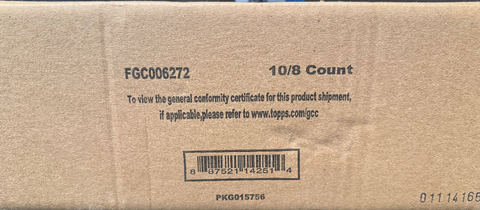 FGC006272 10/8 Count
To view the general conformity certificate for this product shipment,
if applicable,please refer to www.topps.com/gcc
8 87521 14251 4
PKG015756
01114165